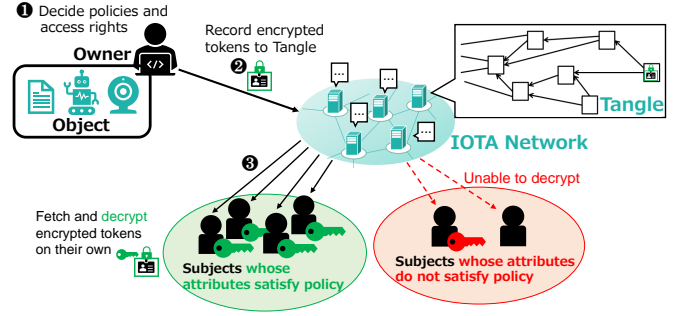 ❶ Decide policies and
access rights
Owner
Object
Record encrypted
tokens to Tangle
❷
...
...
...
...
...
Tangle
IOTA Network
❸
Unable to decrypt
Fetch and decrypt
encrypted tokens
on their own
Subjects whose
attributes satisfy policy
Subjects whose attributes
do not satisfy policy